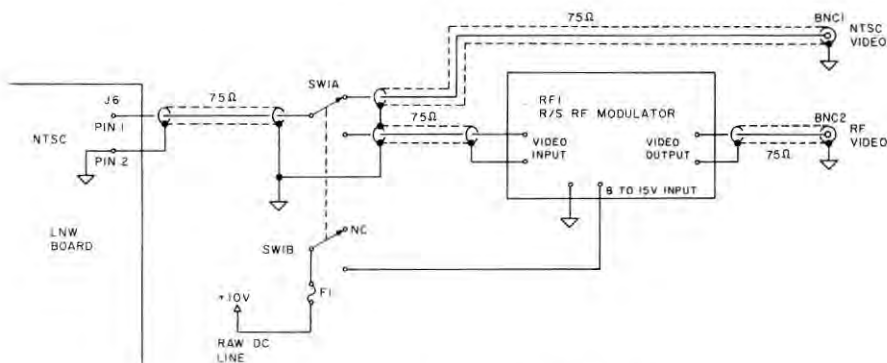 75Ω
BNC1
NTSC
VIDEO
J6
PIN 1
NTSC
PIN 2
75Ω
SW1A
75Ω
RF1
R/S RF MODULATOR
VIDEO
INPUT
VIDEO
OUTPUT
8 TO 15V INPUT
BNC2
RF
VIDEO
75Ω
LNW
BOARD
SW1B
NC
F1
+10V
RAW DC
LINE